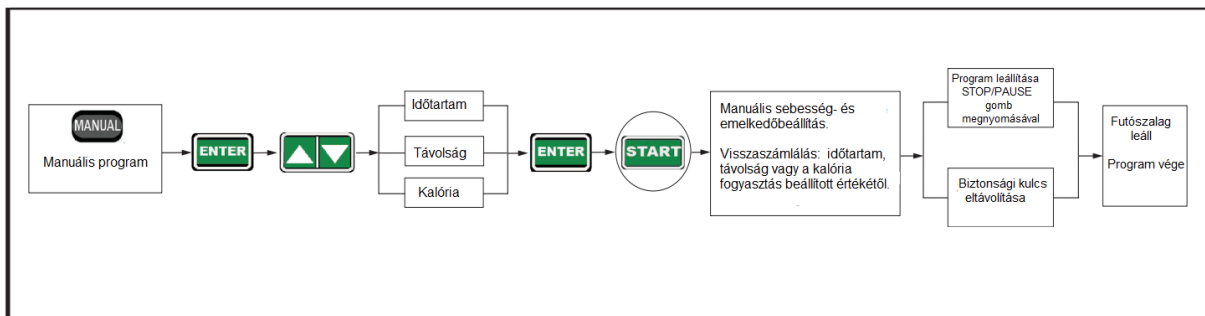 MANUAL
Manuális program
ENTER
Időtartam
Távolság
Kalória
ENTER
START
Manuális sebesség- és
emelkedőbeállítás.
Visszaszámlálás: időtartam,
távolság vagy a kalória
fogyasztás beállított értékétől.
Program leállítása
STOP/PAUSE
gomb
megnyomásával
Biztonsági kulcs
eltávolítása
Futószalag
leáll
Program vége